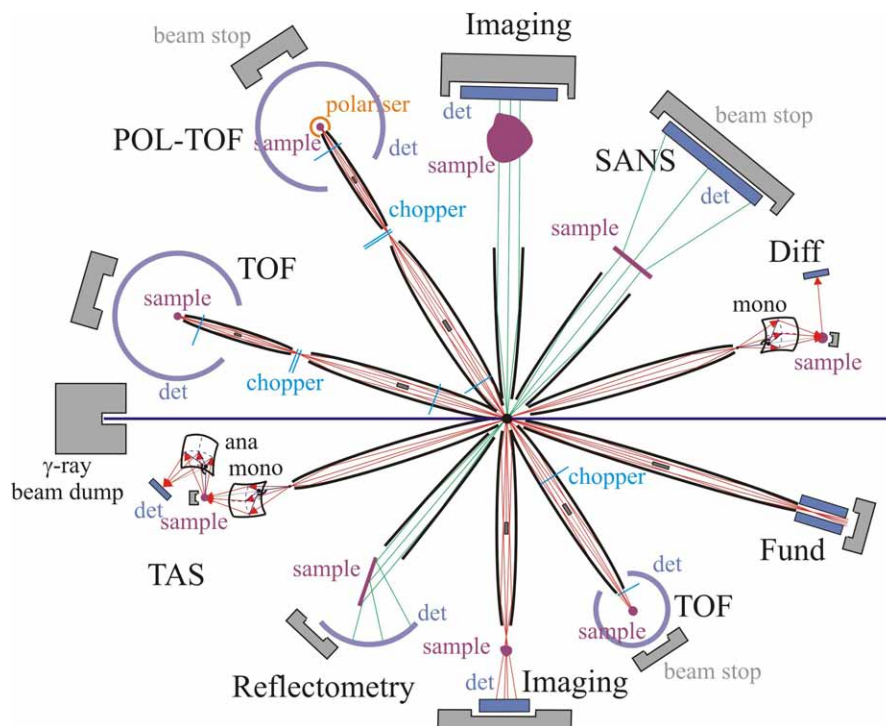 Imaging
beam stop
det
polariser
sample
POL-TOF
det
sample
SANS
beam stop
det
chopper
sample
Diff
TOF
sample
mono
sample
det
chopper
γ-ray
beam dump
ana
mono
det
sample
chopper
TAS
Fund
sample
det
det
TOF
sample
Reflectometry
sample
det
Imaging
beam stop